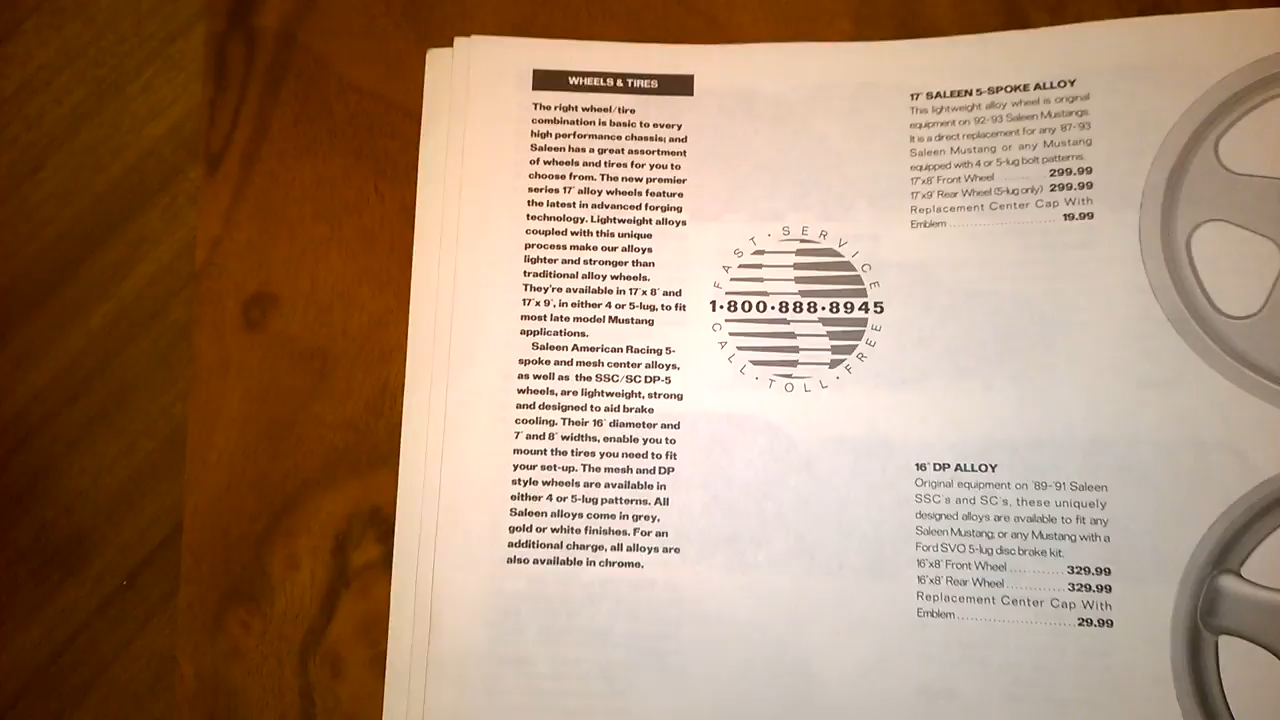 WHEELS & TIRES
The right wheel/tire
combination is basic to every
high performance chassis; and
Saleen has a great assortment
of wheels and tires for you to
choose from. The new premier
series 17" alloy wheels feature
the latest in advanced forging
technology. Lightweight alloys
coupled with this unique
process make our alloys
lighter and stronger than
traditional alloy wheels.
They're available in 17"x 8" and
17"x 9", in either 4 or 5-lug, to fit
most late model Mustang
applications.
Saleen American Racing 5-
spoke and mesh center alloys,
as well as the SSC/SC DP-5
wheels, are lightweight, strong
and designed to aid brake
cooling. Their 16" diameter and
7" and 8" widths, enable you to
mount the tires you need to fit
your set-up. The mesh and DP
style wheels are available in
either 4 or 5-lug patterns. All
Saleen alloys come in grey,
gold or white finishes. For an
additional charge, all alloys are
also available in chrome.
FAST · SERVICE
1·800·888·8945
CALL · TOLL · FREE
17" SALEEN 5-SPOKE ALLOY
This lightweight alloy wheel is original
equipment on 92-93 Saleen Mustangs.
It is a direct replacement for any '87-'93
Saleen Mustang or any Mustang
equipped with 4 or 5-lug bolt patterns.
17"x8" Front Wheel ............ 299.99
17"x9" Rear Wheel (5-lug only) 299.99
Replacement Center Cap With
Emblem ........................ 19.99
16" DP ALLOY
Original equipment on '89-'91 Saleen
SSC's and SC's, these uniquely
designed alloys are available to fit any
Saleen Mustang; or any Mustang with a
Ford SVO 5-lug disc brake kit.
16"x8" Front Wheel ............ 329.99
16"x8" Rear Wheel ............. 329.99
Replacement Center Cap With
Emblem ......................... 29.99